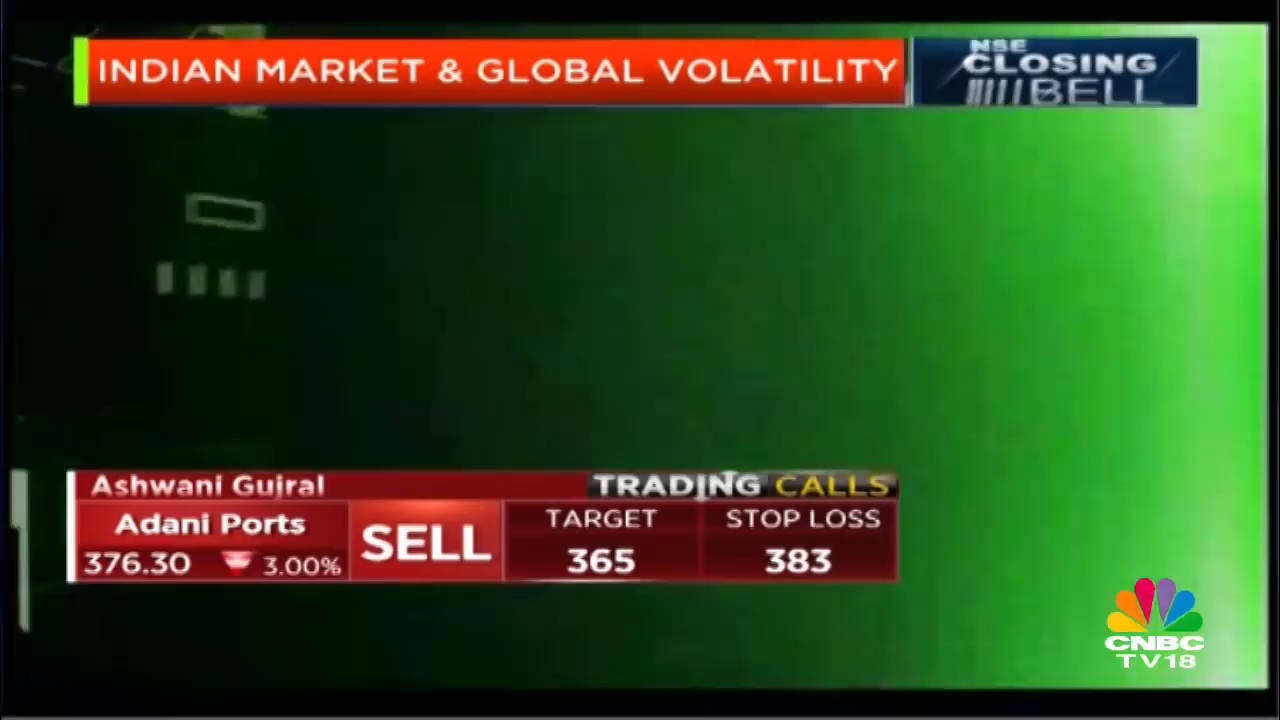 INDIAN MARKET & GLOBAL VOLATILITY
NSE
CLOSING
BELL
Ashwani Gujral
TRADING CALLS
Adani Ports
376.30 3.00%
SELL
TARGET
365
STOP LOSS
383
CNBC
TV18